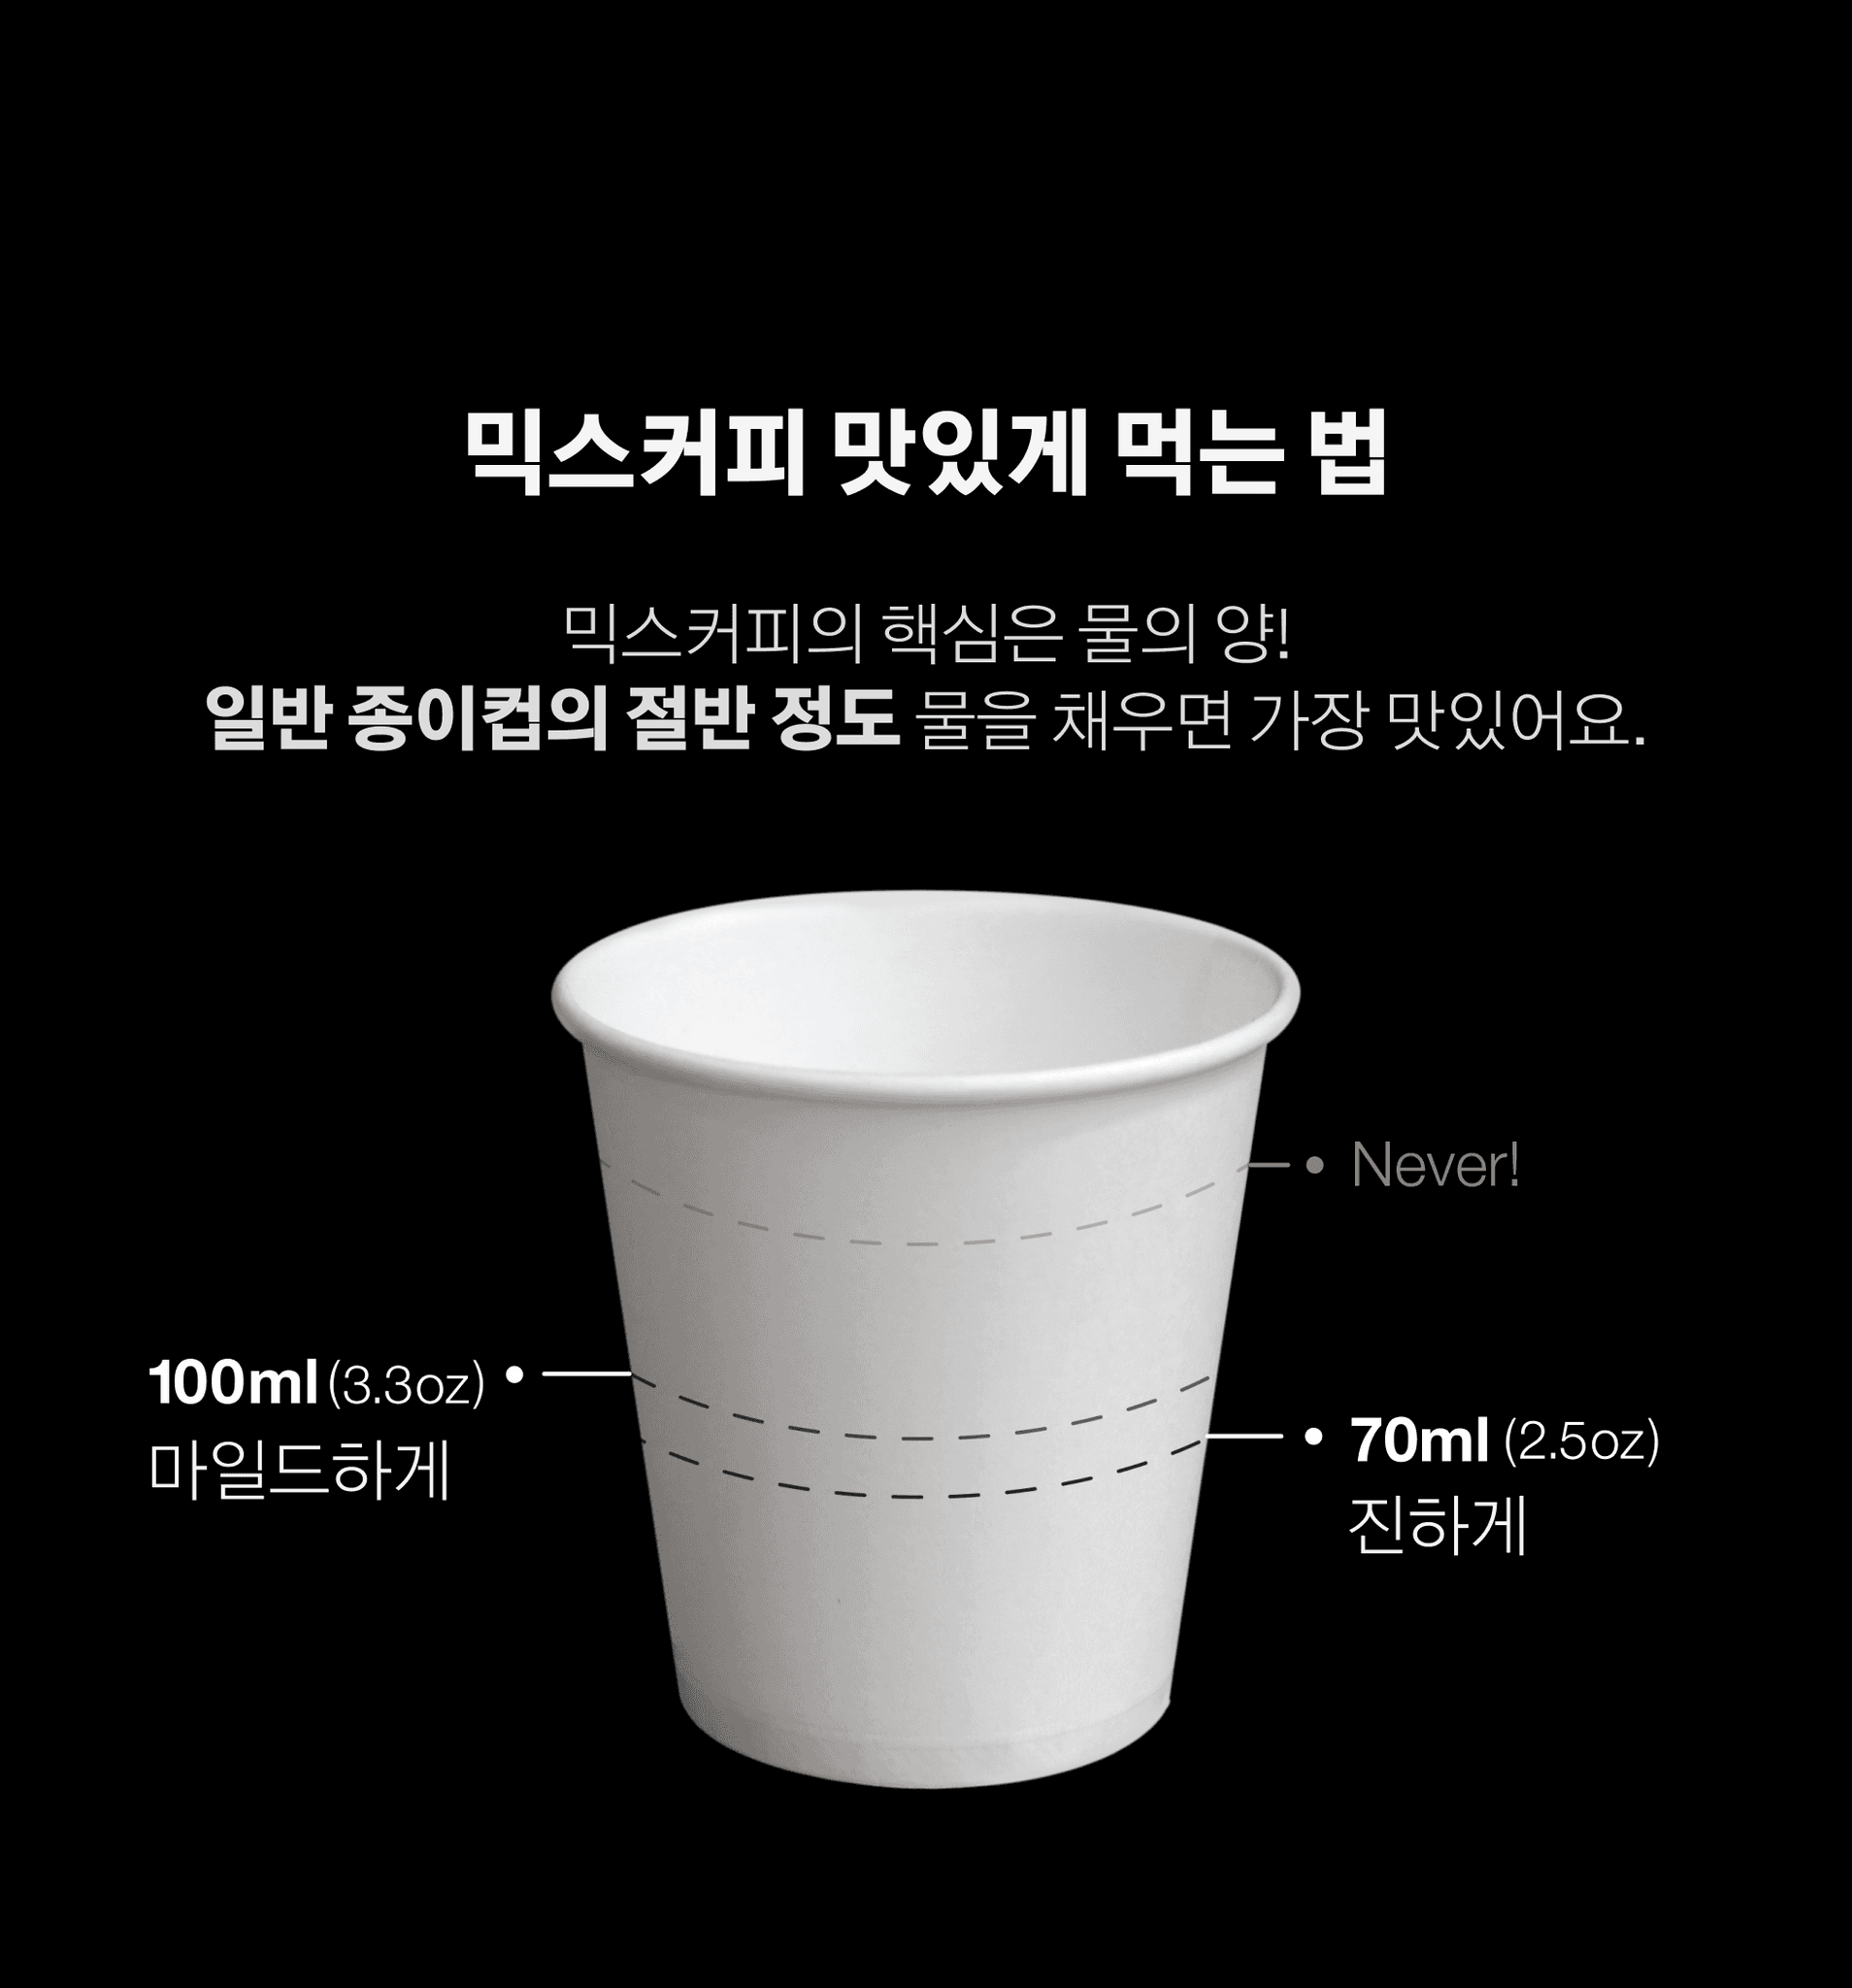 믹스커피 맛있게 먹는 법
믹스커피의 핵심은 물의 양!
일반 종이컵의 절반 정도 물을 채우면 가장 맛있어요.
Never!
100ml (3.3oz)
마일드하게
70ml (2.5oz)
진하게